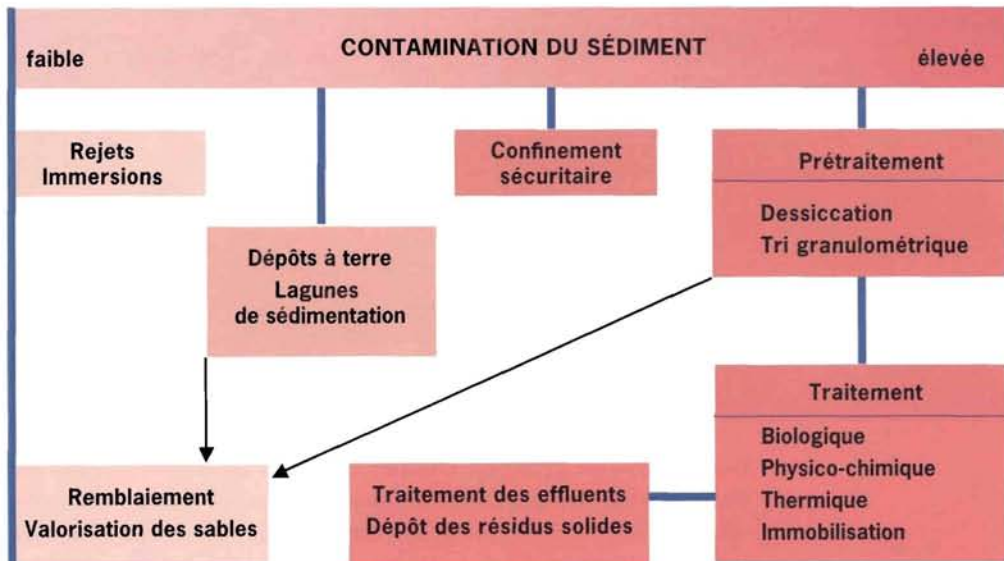 CONTAMINATION DU SÉDIMENT
faible
élevée
Rejets
Immersions
Confinement
sécuritaire
Prétraitement
Dessiccation
Tri granulométrique
Dépôts à terre
Lagunes
de sédimentation
Traitement
Biologique
Physico-chimique
Thermique
Immobilisation
Remblaiement
Valorisation des sables
Traitement des effluents
Dépôt des résidus solides